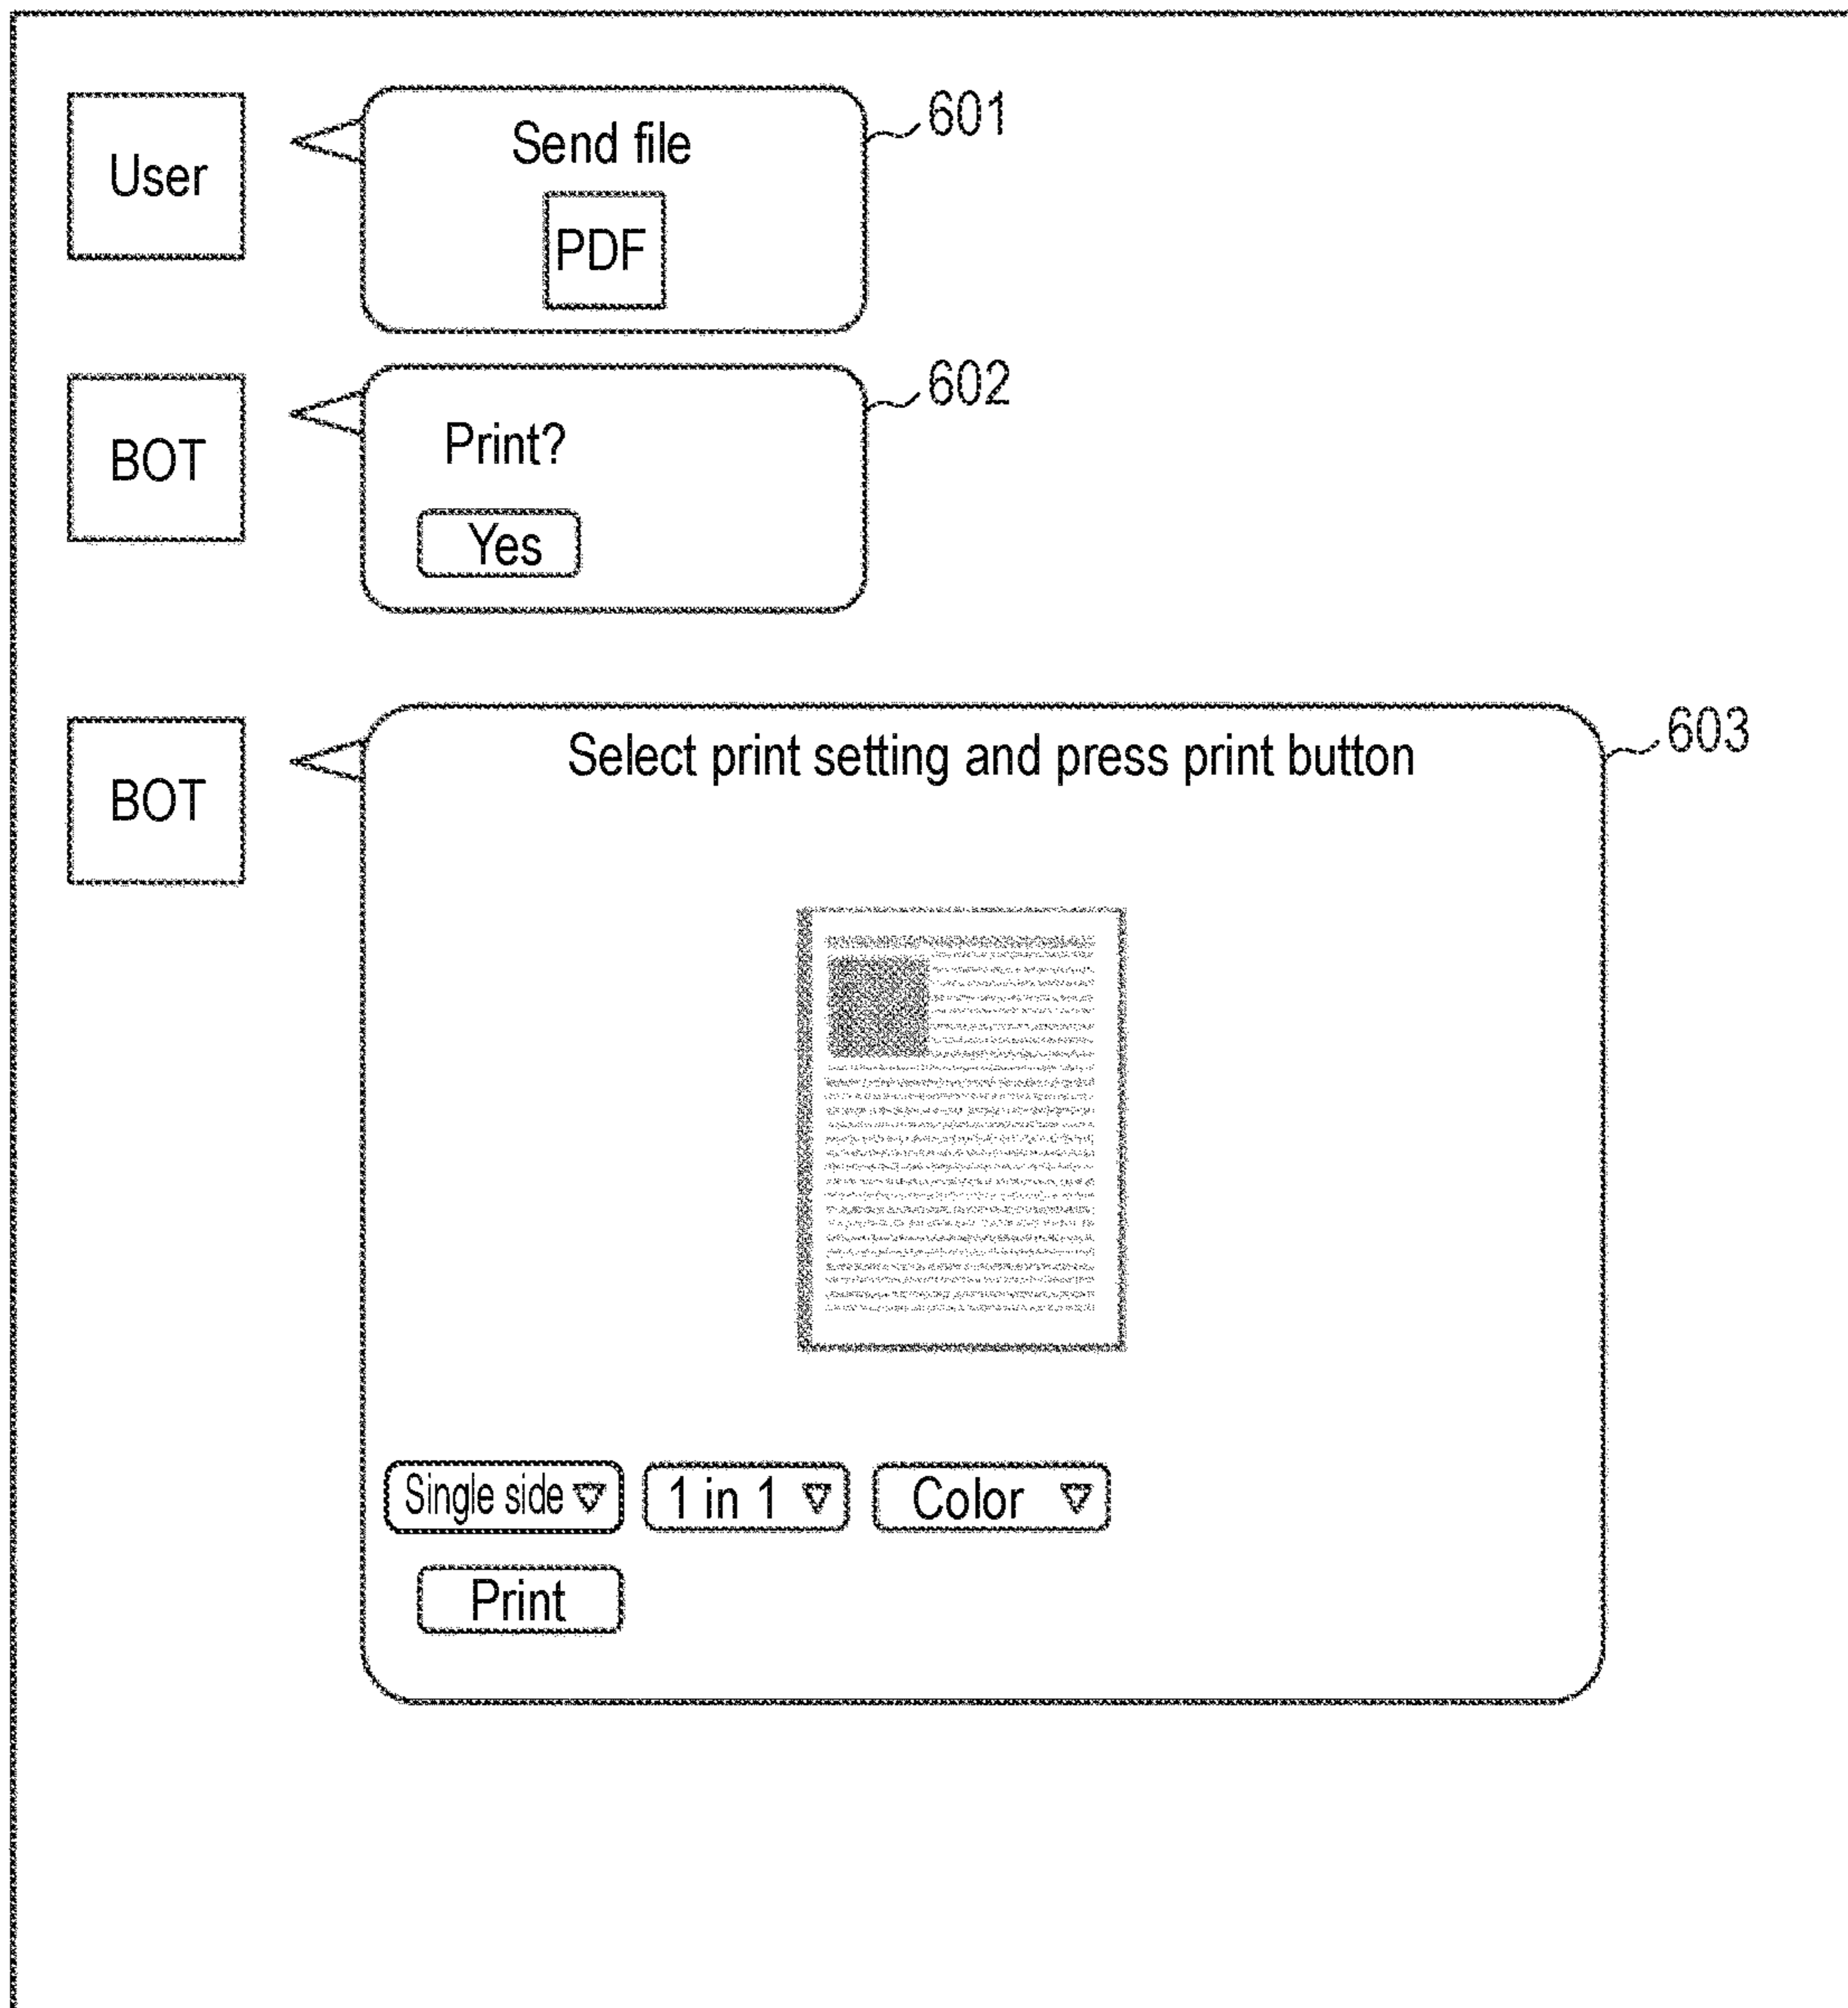 User
Send file
601
PDF
BOT
Print?
602
Yes
BOT
Select print setting and press print button
603
Single side 1 in 1 Color
Print